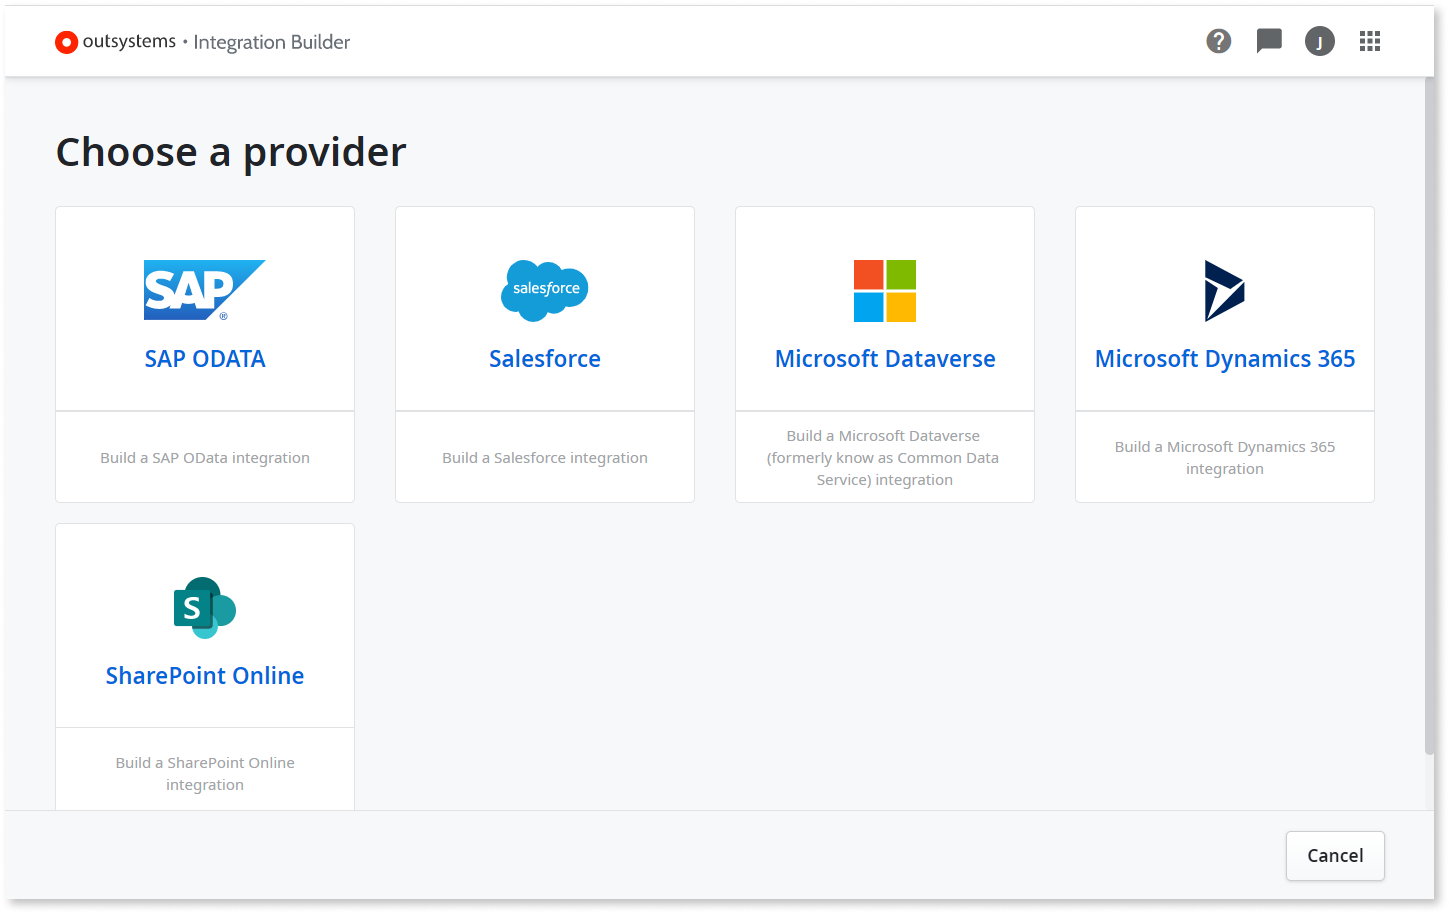 outsystems • Integration Builder
J
Choose a provider
SAP ®
SAP ODATA
Build a SAP OData integration
salesforce
Salesforce
Build a Salesforce integration
Microsoft Dataverse
Build a Microsoft Dataverse
(formerly know as Common Data
Service) integration
Microsoft Dynamics 365
Build a Microsoft Dynamics 365
integration
S
SharePoint Online
Build a SharePoint Online
integration
Cancel